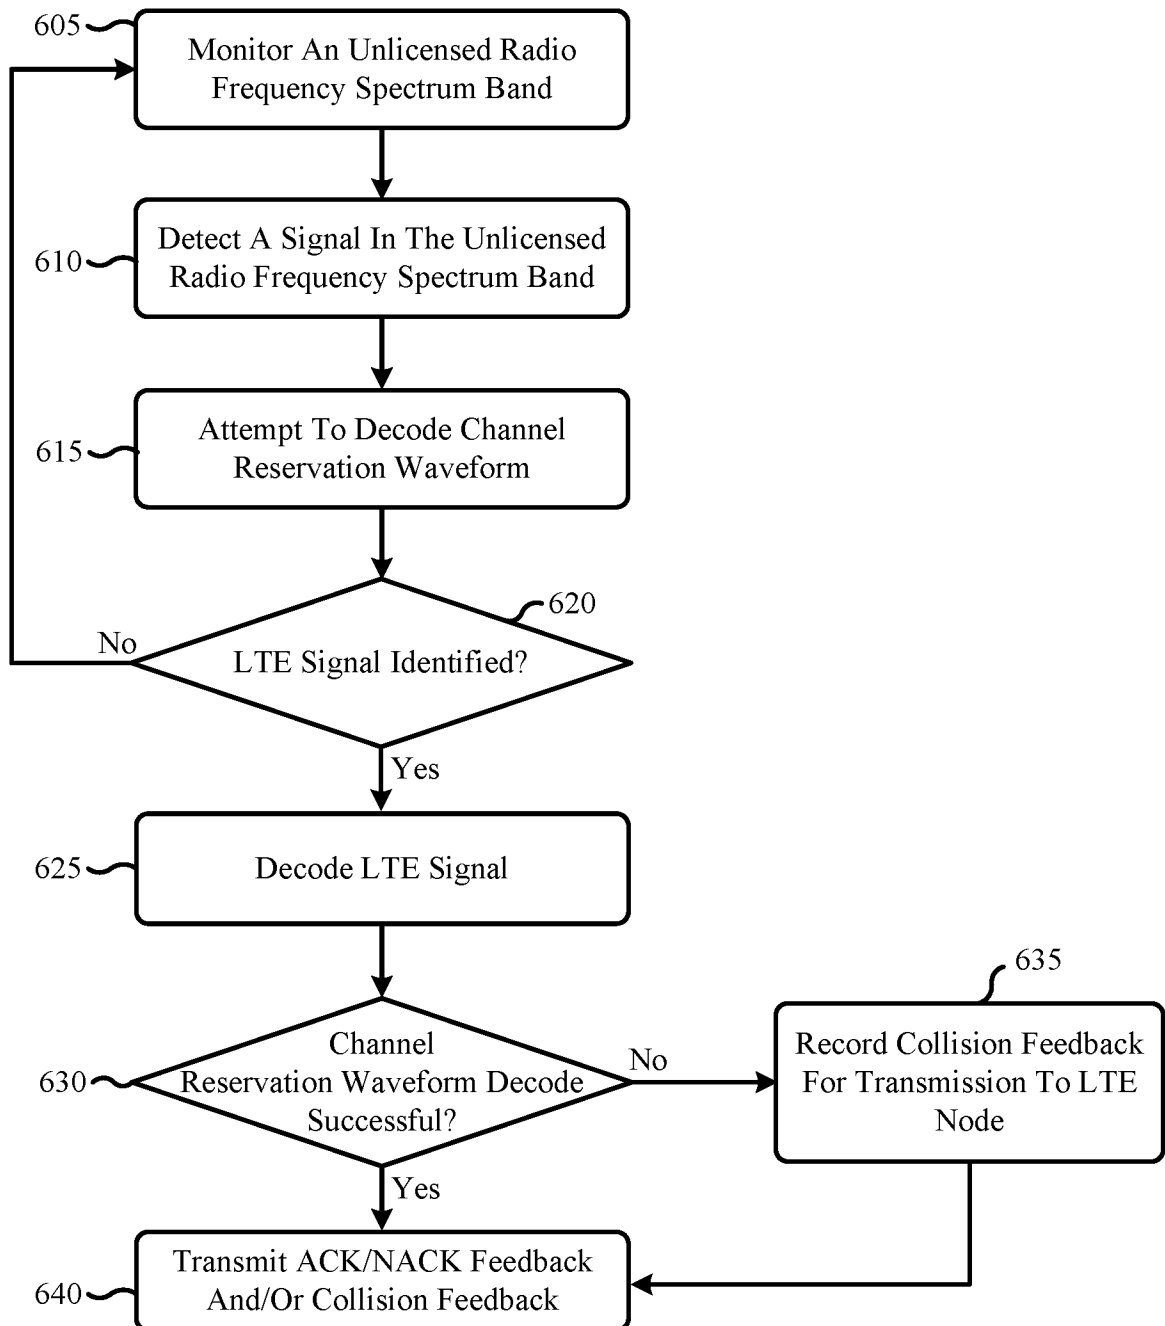 605
Monitor An Unlicensed Radio
Frequency Spectrum Band
610
Detect A Signal In The Unlicensed
Radio Frequency Spectrum Band
615
Attempt To Decode Channel
Reservation Waveform
620
No
LTE Signal Identified?
Yes
625
Decode LTE Signal
630
Channel
Reservation Waveform Decode
Successful?
No
635
Record Collision Feedback
For Transmission To LTE
Node
Yes
640
Transmit ACK/NACK Feedback
And/Or Collision Feedback